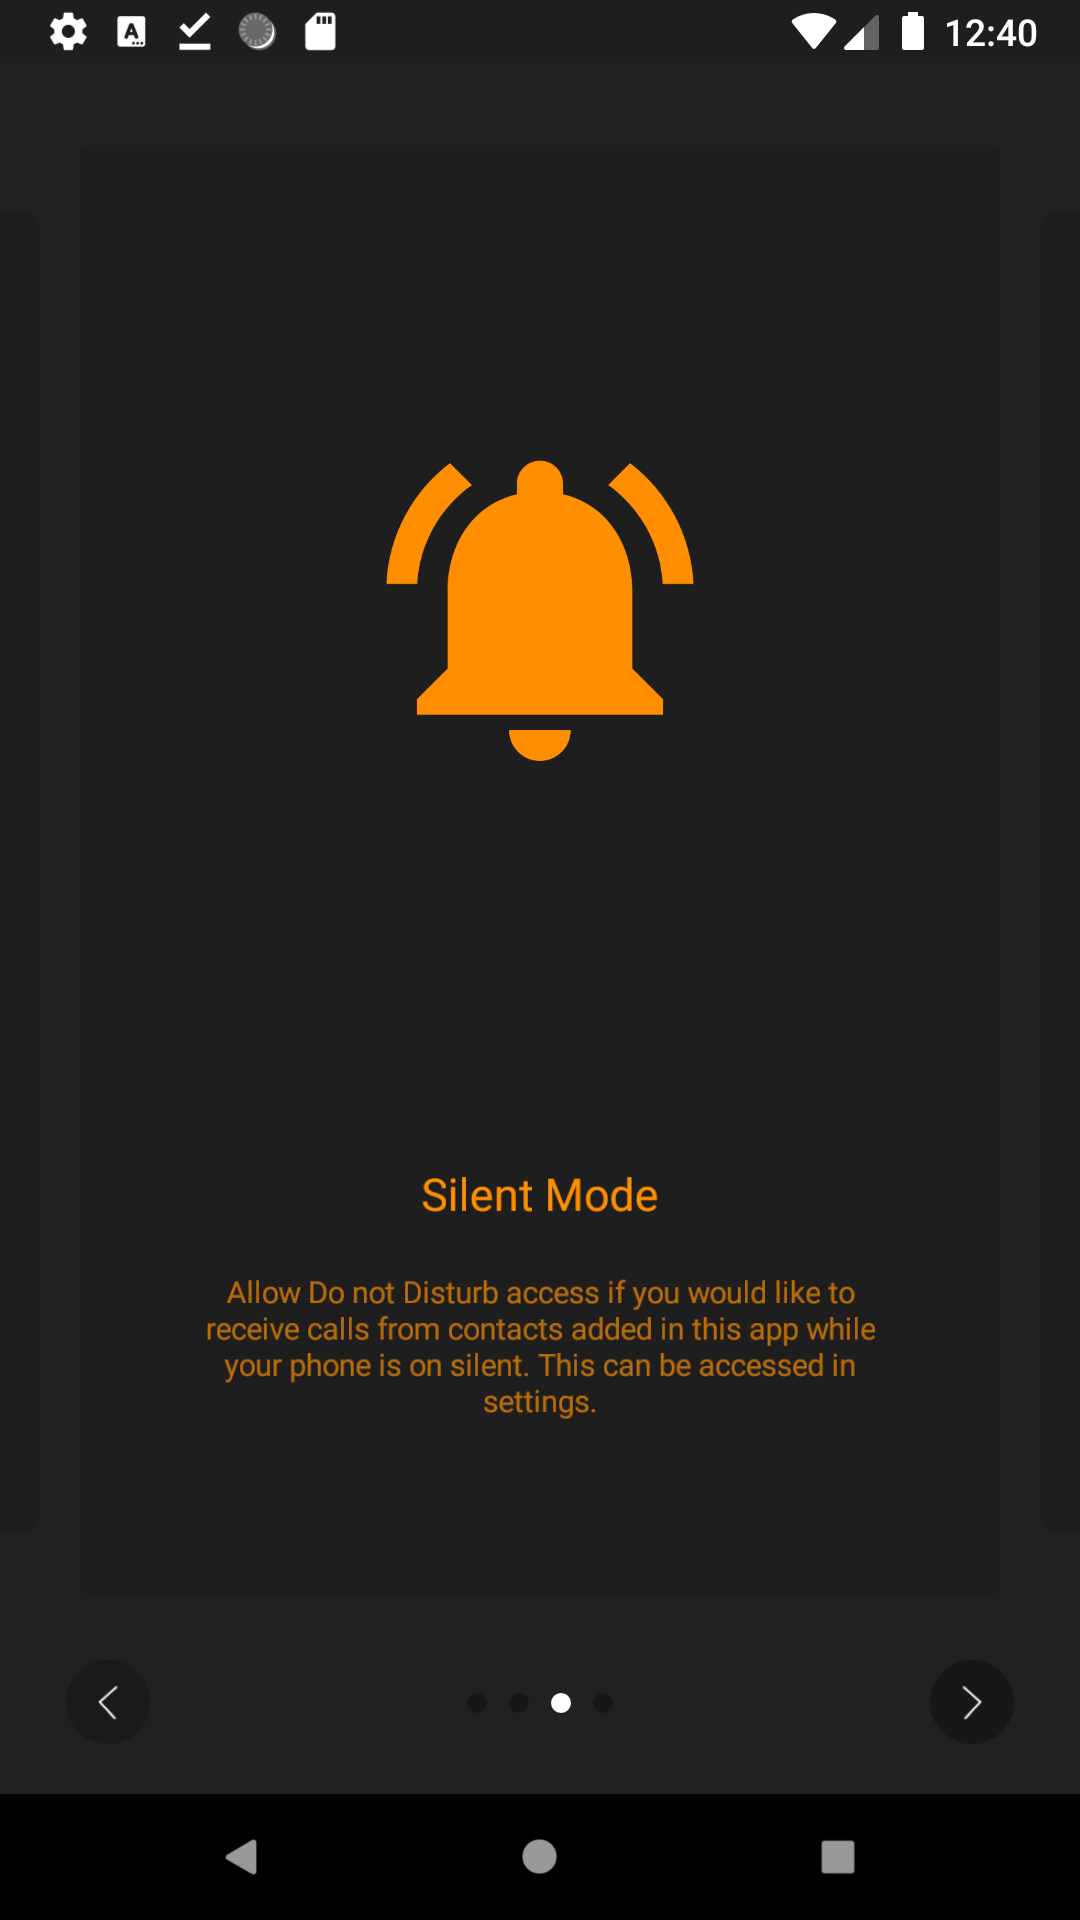 12:40
Silent Mode
Allow Do not Disturb access if you would like to
receive calls from contacts added in this app while
your phone is on silent. This can be accessed in
settings.